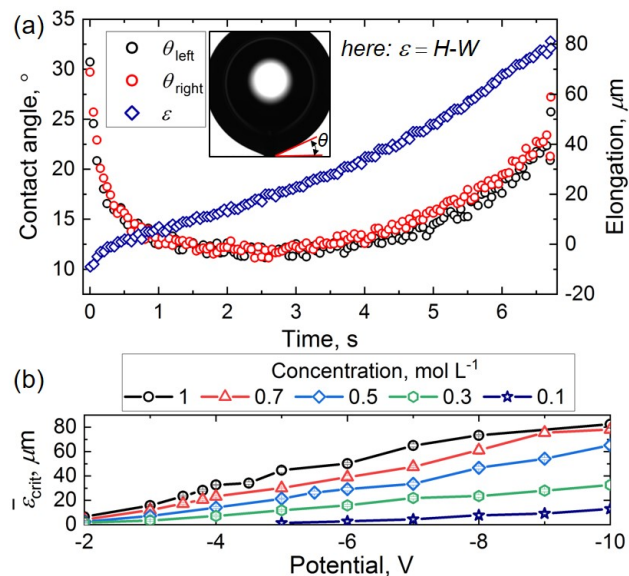 (a)
35
30
25
20
15
10
Contact angle, °
θleft
θright
ε
here: ε = H-W
θ
80
60
40
20
0
-20
Elongation, μm
0 1 2 3 4 5 6 7
Time, s
(b)
Concentration, mol L⁻¹
1 0.7 0.5 0.3 0.1
80
60
40
20
0
ε̄crit, μm
-2 -4 -6 -8 -10
Potential, V